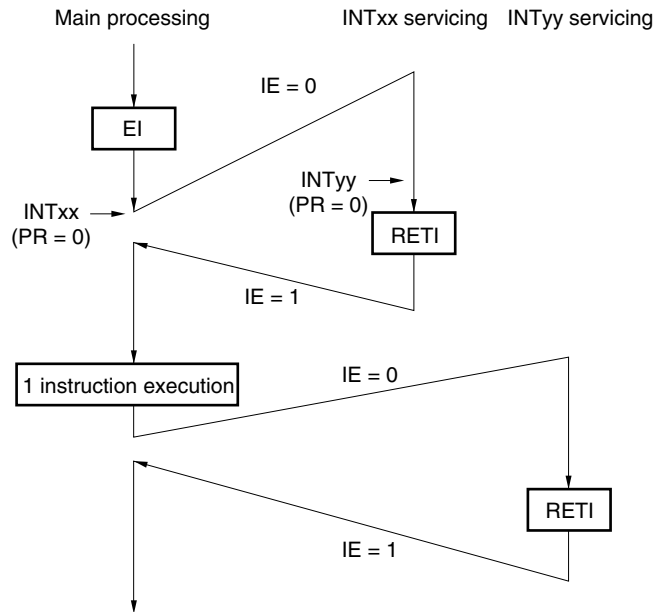 Main processing
INTxx servicing
INTyy servicing
IE = 0
EI
INTyy
(PR = 0)
INTxx
(PR = 0)
RETI
IE = 1
1 instruction execution
IE = 0
RETI
IE = 1